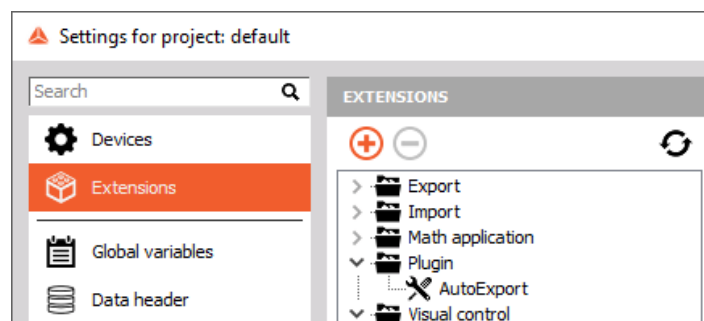 Settings for project: default
Search
Devices
Extensions
Global variables
Data header
EXTENSIONS
Export
Import
Math application
Plugin
AutoExport
Visual control